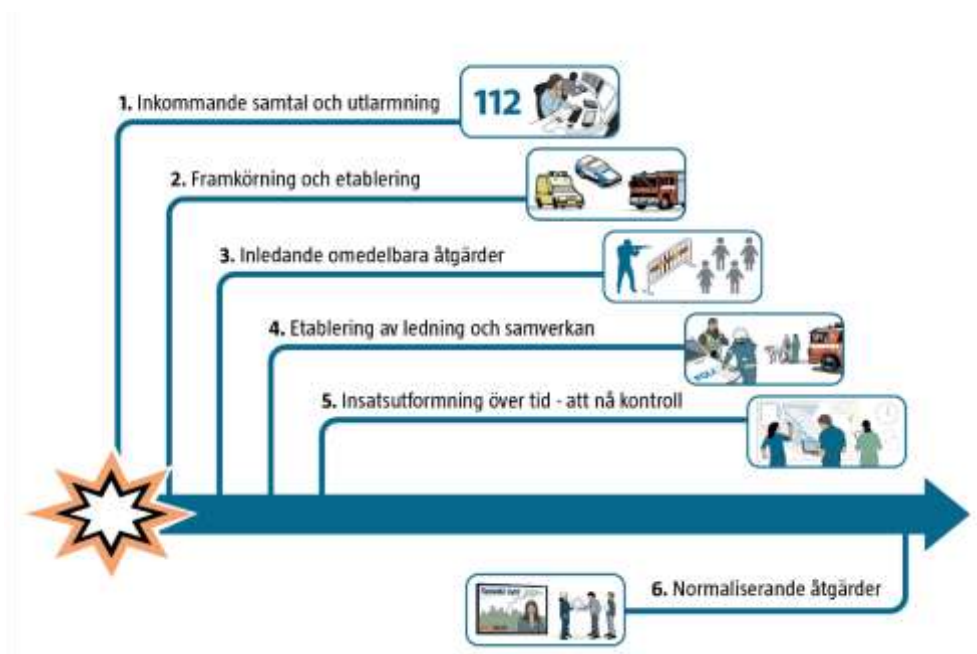 1. Inkommande samtal och utlarmning
112
2. Framkörning och etablering
3. Inledande omedelbara åtgärder
4. Etablering av ledning och samverkan
5. Insatsutformning över tid - att nå kontroll
6. Normaliserande åtgärder